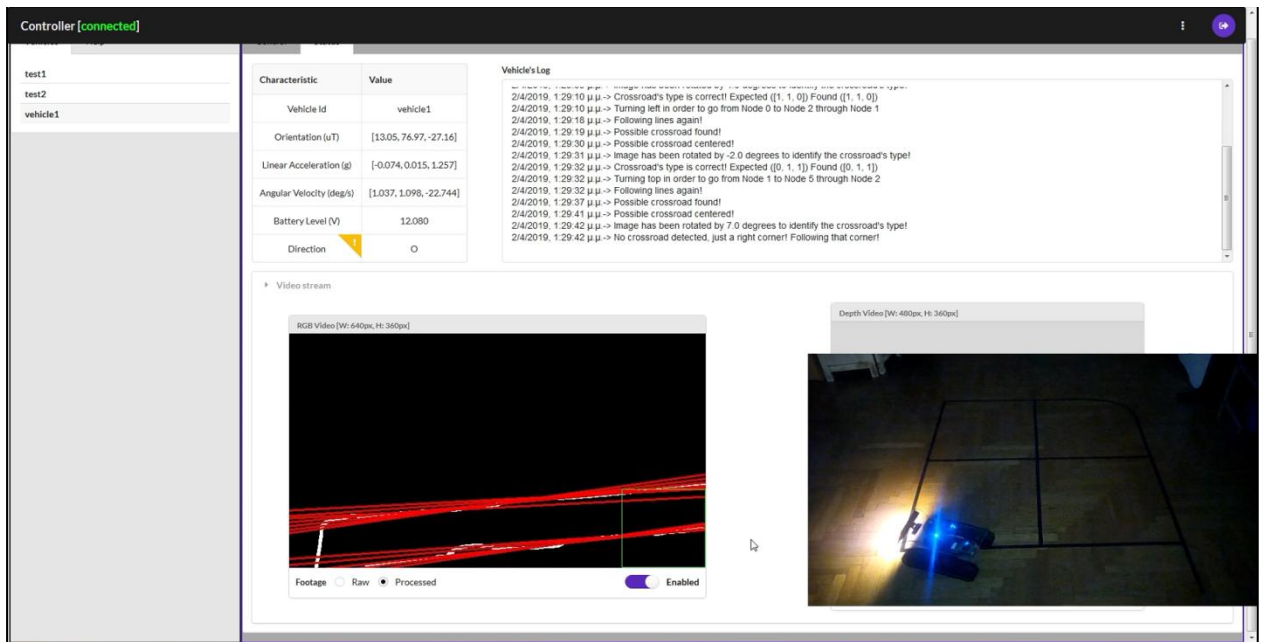 Controller [connected]
test1
test2
vehicle1
Characteristic Value
Vehicle Id vehicle1
Orientation (uT) [13.05, 76.97, -27.16]
Linear Acceleration (g) [-0.074, 0.015, 1.257]
Angular Velocity (deg/s) [1.037, 1.098, -22.744]
Battery Level (V) 12.080
Direction ! O
Vehicle's Log
2/4/2019, 1:29:10 μ.μ.-> Crossroad's type is correct! Expected ([1, 1, 0]) Found ([1, 1, 0])
2/4/2019, 1:29:10 μ.μ.-> Turning left in order to go from Node 0 to Node 2 through Node 1
2/4/2019, 1:29:18 μ.μ.-> Following lines again!
2/4/2019, 1:29:19 μ.μ.-> Possible crossroad found!
2/4/2019, 1:29:30 μ.μ.-> Possible crossroad centered!
2/4/2019, 1:29:31 μ.μ.-> Image has been rotated by -2.0 degrees to identify the crossroad's type!
2/4/2019, 1:29:32 μ.μ.-> Crossroad's type is correct! Expected ([0, 1, 1]) Found ([0, 1, 1])
2/4/2019, 1:29:32 μ.μ.-> Turning top in order to go from Node 1 to Node 5 through Node 2
2/4/2019, 1:29:32 μ.μ.-> Following lines again!
2/4/2019, 1:29:37 μ.μ.-> Possible crossroad found!
2/4/2019, 1:29:41 μ.μ.-> Possible crossroad centered!
2/4/2019, 1:29:42 μ.μ.-> Image has been rotated by 7.0 degrees to identify the crossroad's type!
2/4/2019, 1:29:42 μ.μ.-> No crossroad detected, just a right corner! Following that corner!
Video stream
RGB Video [W: 640px, H: 360px]
Footage Raw Processed Enabled
Depth Video [W: 480px, H: 360px]